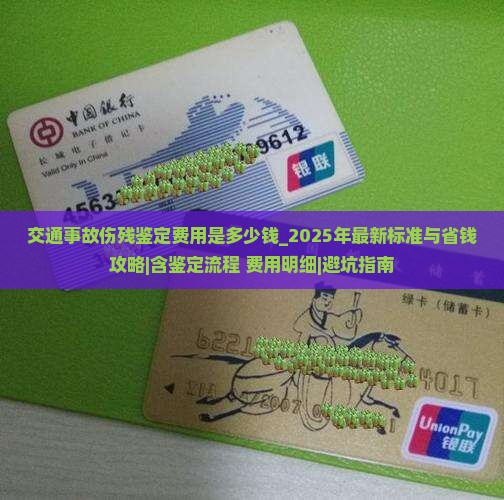 中国银行
BANK OF CHINA
长城电子借记卡
Valid Only in China
4563
9612
银联
交通事故伤残鉴定费用是多少钱_2025年最新标准与省钱
攻略|含鉴定流程 费用明细|避坑指南
储蓄
绿卡（储蓄卡）
UnionPay
银联